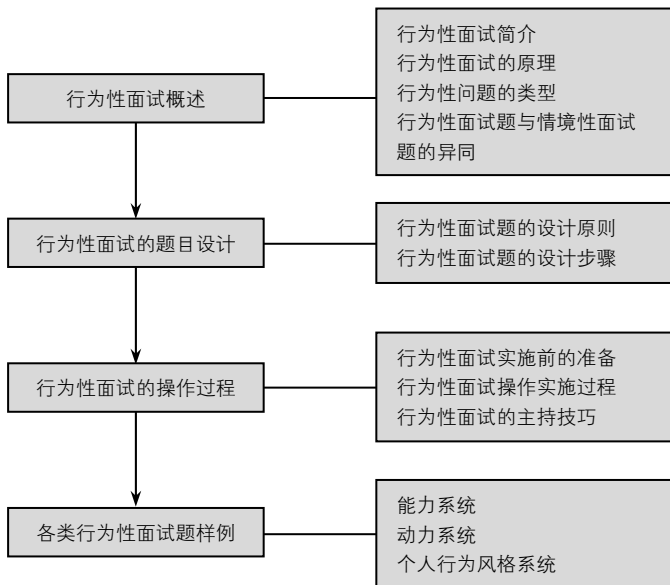 行为性面试概述
行为性面试简介
行为性面试的原理
行为性问题的类型
行为性面试题与情境性面试
题的异同
行为性面试的题目设计
行为性面试题的设计原则
行为性面试题的设计步骤
行为性面试的操作过程
行为性面试实施前的准备
行为性面试操作实施过程
行为性面试的主持技巧
各类行为性面试题样例
能力系统
动力系统
个人行为风格系统